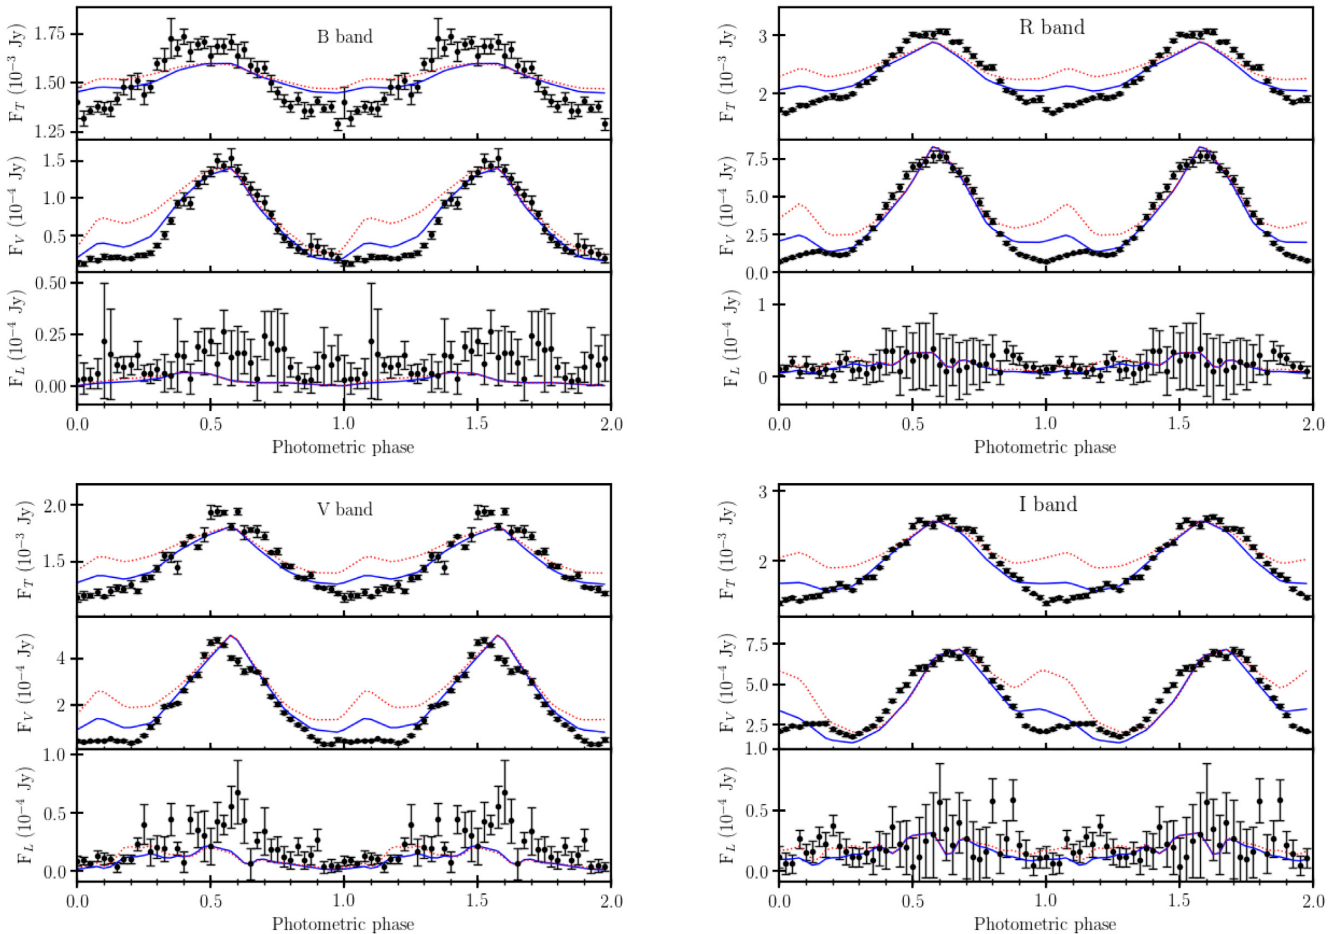 B band
F_T (10^{-3} Jy)
1.75
1.50
1.25
F_V (10^{-4} Jy)
1.5
1.0
0.5
F_L (10^{-4} Jy)
0.50
0.25
0.00
0.0 0.5 1.0 1.5 2.0
Photometric phase
R band
F_T (10^{-3} Jy)
3
2
F_V (10^{-4} Jy)
7.5
5.0
2.5
0.0
F_L (10^{-4} Jy)
1
0
0.0 0.5 1.0 1.5 2.0
Photometric phase
V band
F_T (10^{-3} Jy)
2.0
1.5
F_V (10^{-4} Jy)
4
2
F_L (10^{-4} Jy)
1.0
0.5
0.0
0.0 0.5 1.0 1.5 2.0
Photometric phase
I band
F_T (10^{-3} Jy)
3
2
F_V (10^{-4} Jy)
7.5
5.0
2.5
F_L (10^{-4} Jy)
1.0
0.5
0.0
0.0 0.5 1.0 1.5 2.0
Photometric phase